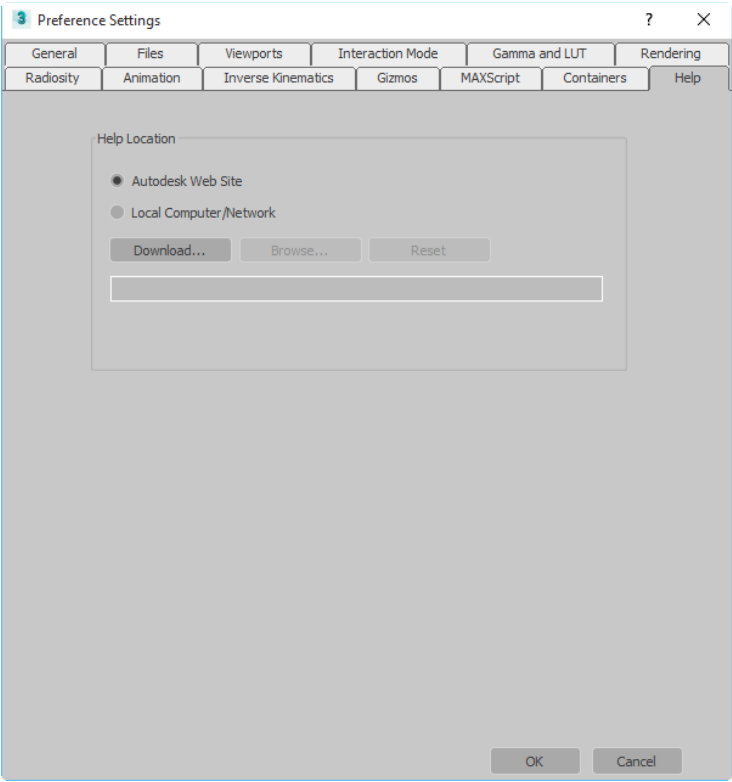 3 Preference Settings ? X
General Files Viewports Interaction Mode Gamma and LUT Rendering
Radiosity Animation Inverse Kinematics Gizmos MAXScript Containers Help
Help Location
Autodesk Web Site
Local Computer/Network
Download... Browse... Reset
OK Cancel